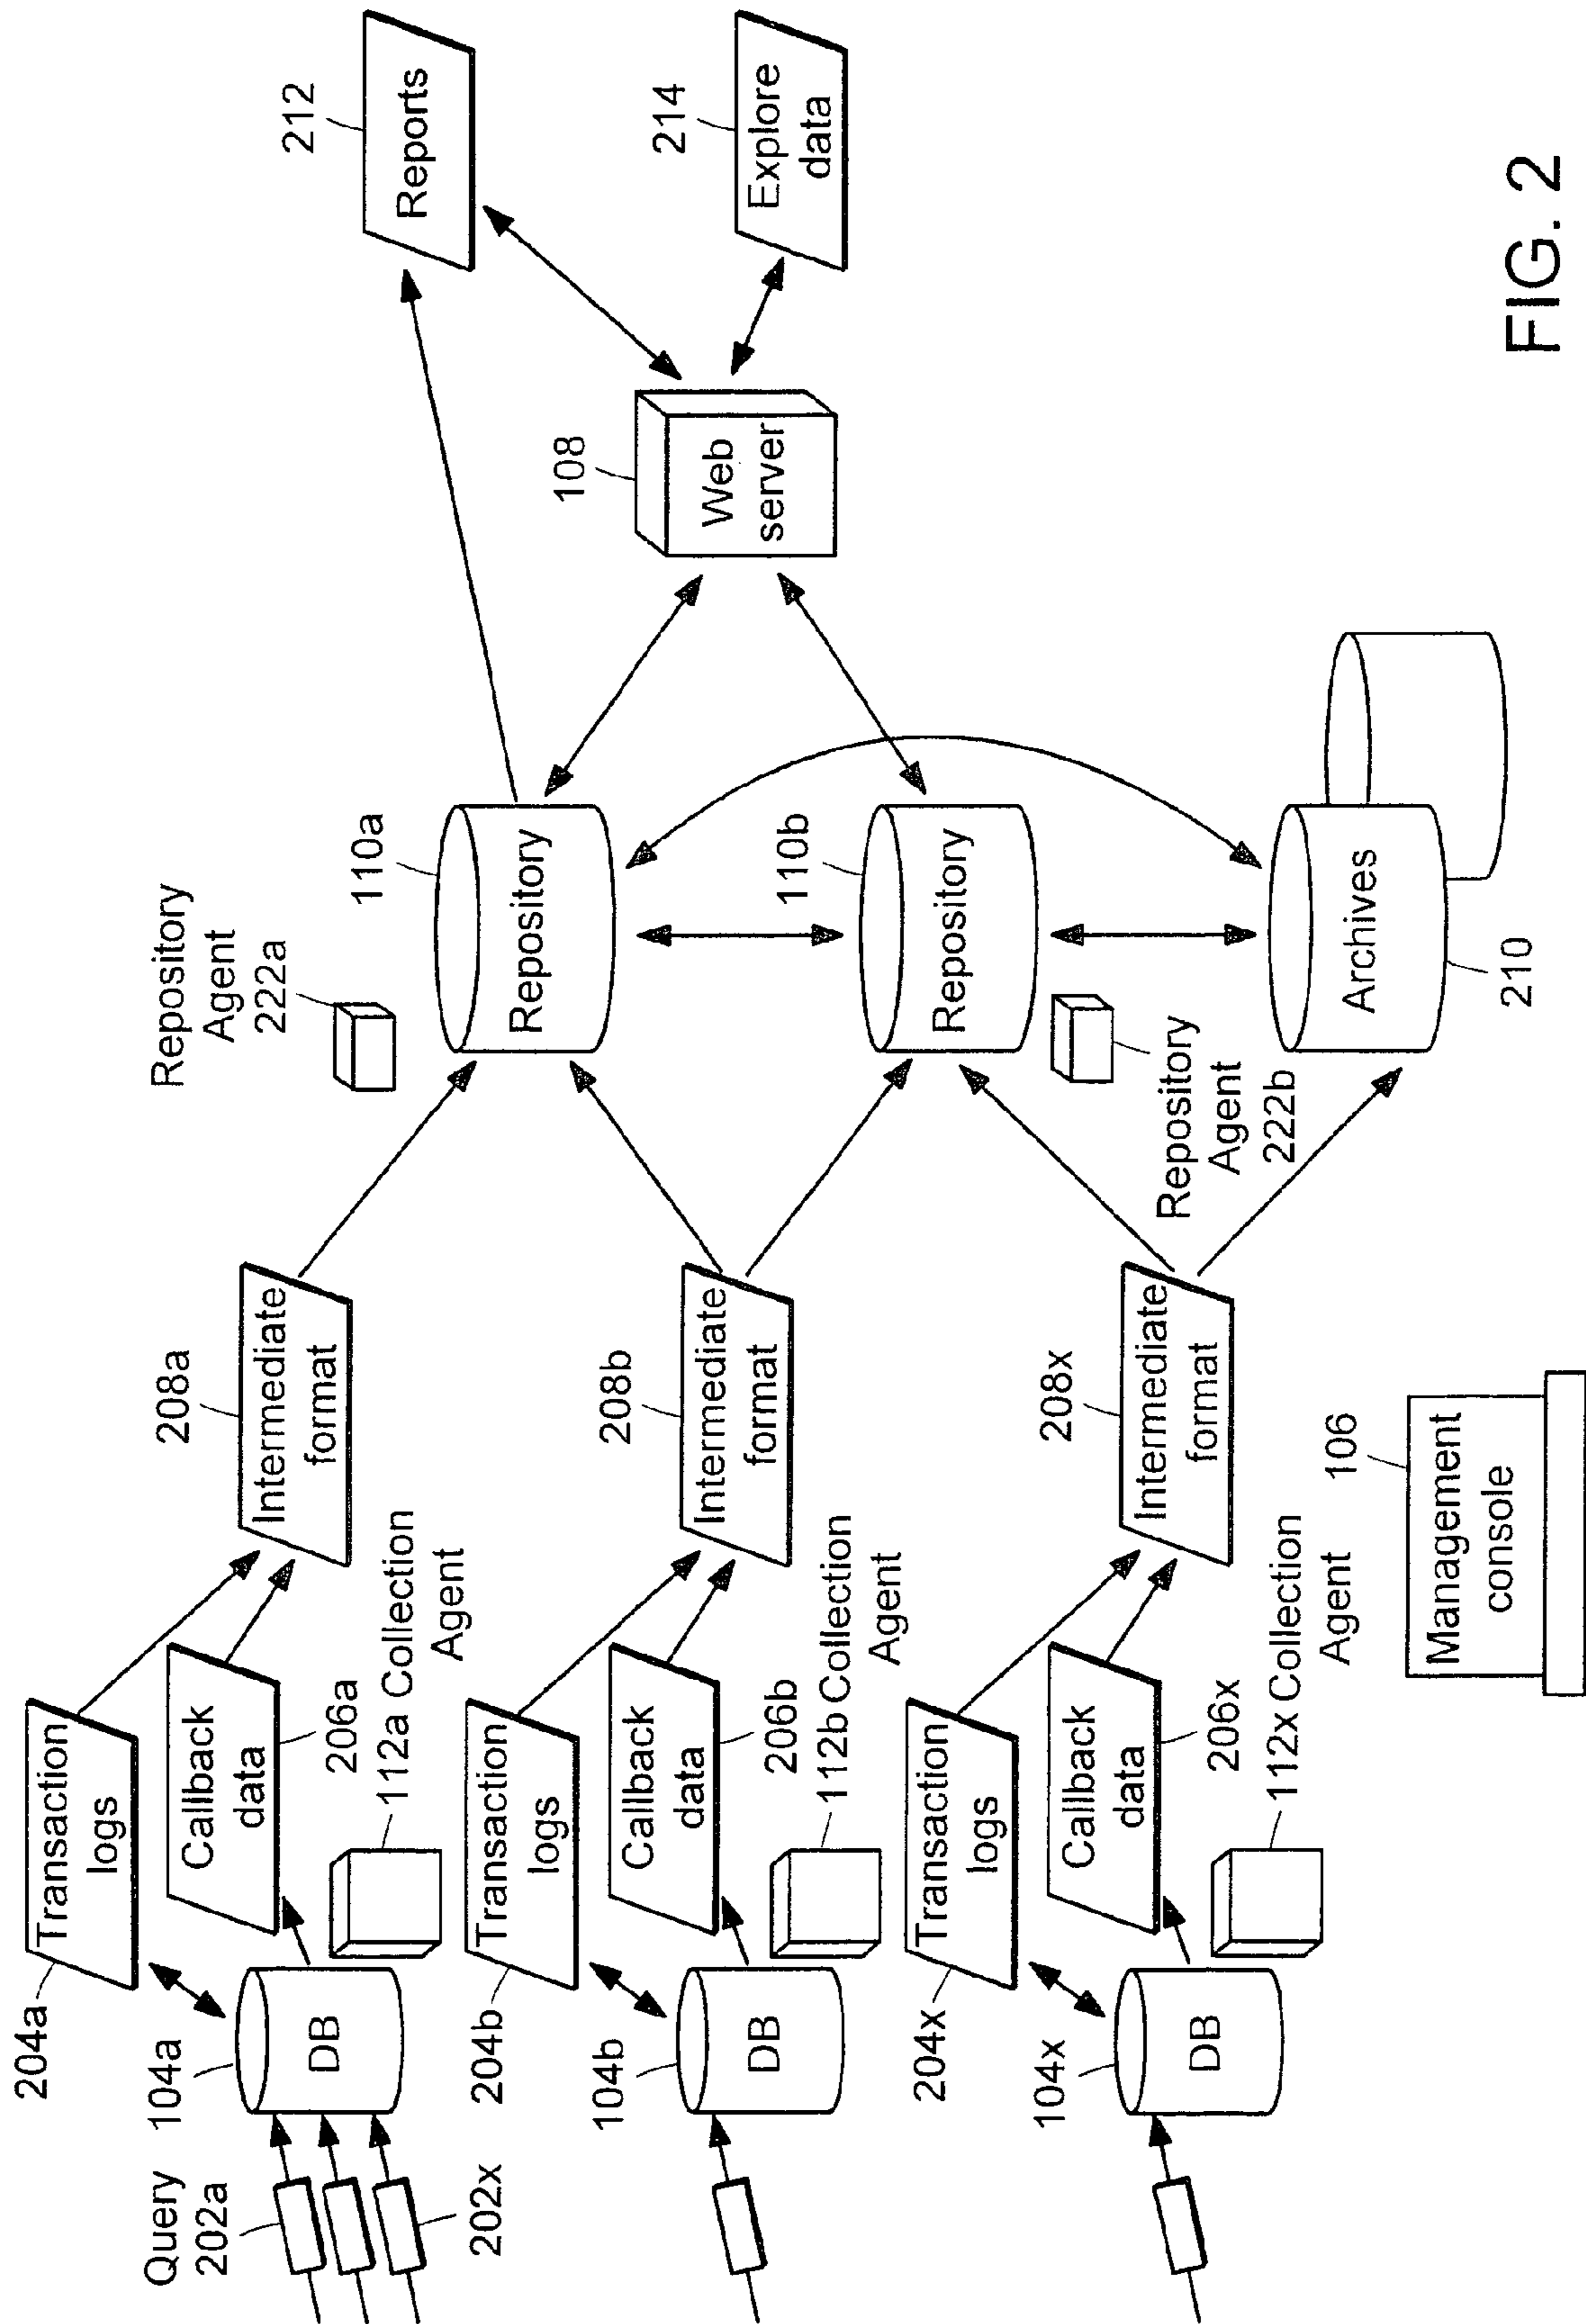 Query
202a
202x
204a
104a
DB
Transaction
logs
Callback
data
206a
112a Collection
Agent
208a
Intermediate
format
204b
104b
DB
Transaction
logs
Callback
data
206b
112b Collection
Agent
208b
Intermediate
format
204x
104x
DB
Transaction
logs
Callback
data
206x
112x Collection
Agent
208x
Intermediate
format
106
Management
console
Repository
Agent
222a
110a
Repository
110b
Repository
Repository
Agent
222b
Archives
210
108
Web
server
212
Reports
214
Explore
data
FIG. 2